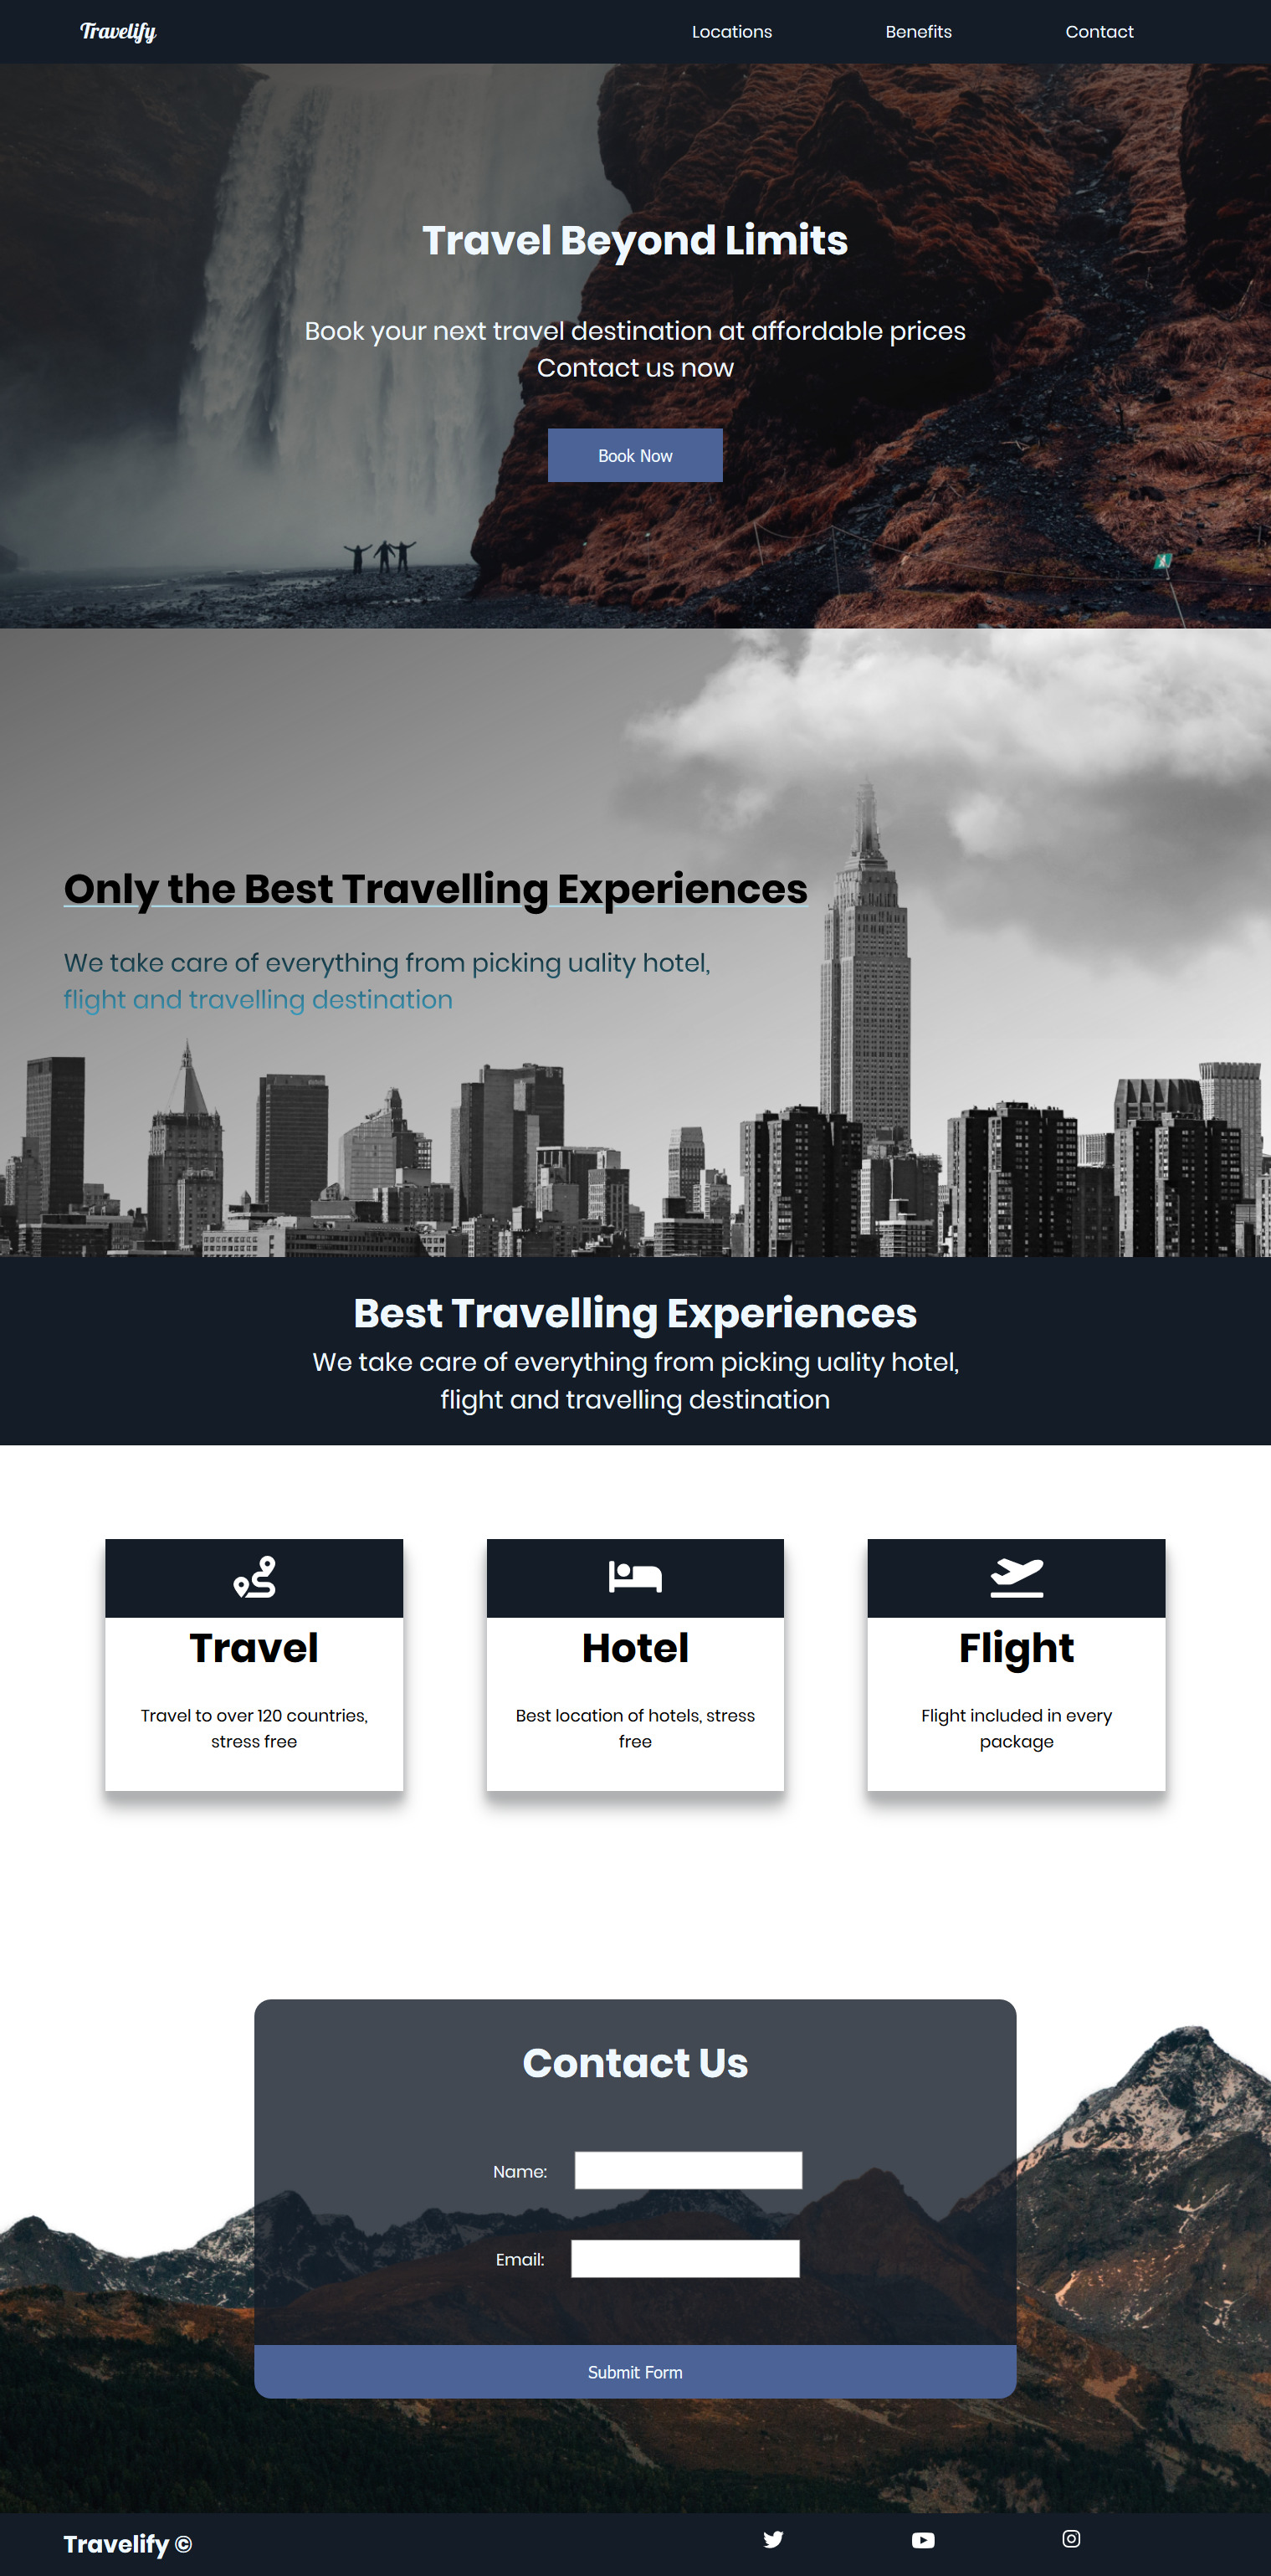 Travelify
Locations
Benefits
Contact
Travel Beyond Limits
Book your next travel destination at affordable prices
Contact us now
Book Now
Only the Best Travelling Experiences
We take care of everything from picking uality hotel,
flight and travelling destination
Best Travelling Experiences
We take care of everything from picking uality hotel,
flight and travelling destination
Travel
Travel to over 120 countries,
stress free
Hotel
Best location of hotels, stress
free
Flight
Flight included in every
package
Contact Us
Name:
Email:
Submit Form
Travelify ©